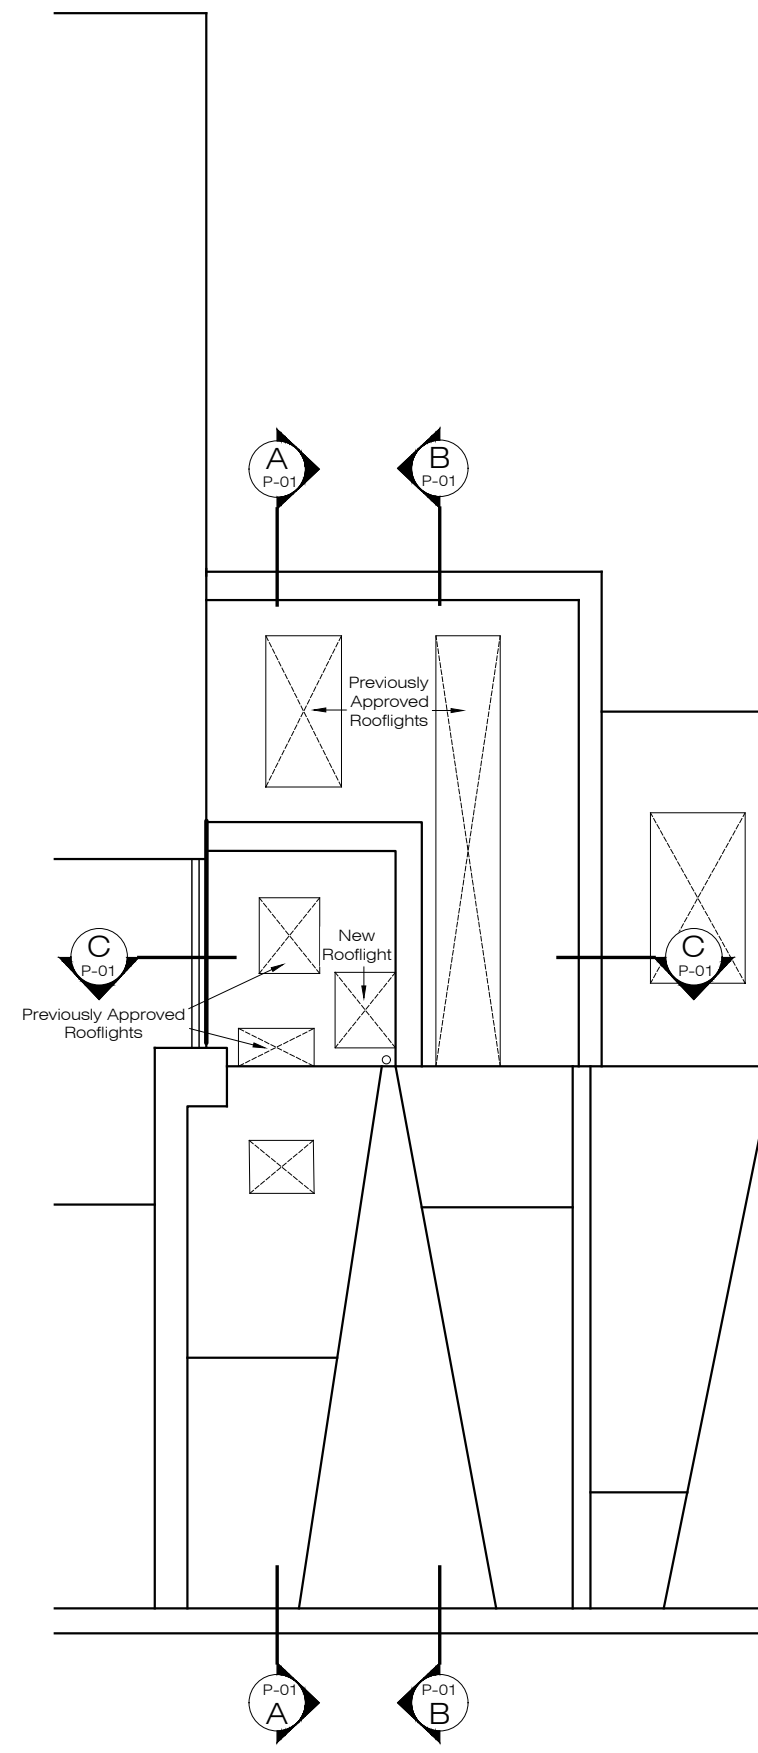 A
P-01
B
P-01
Previously
Approved
Rooflights
New
Rooflight
C
P-01
C
P-01
Previously Approved
Rooflights
P-01
A
P-01
B